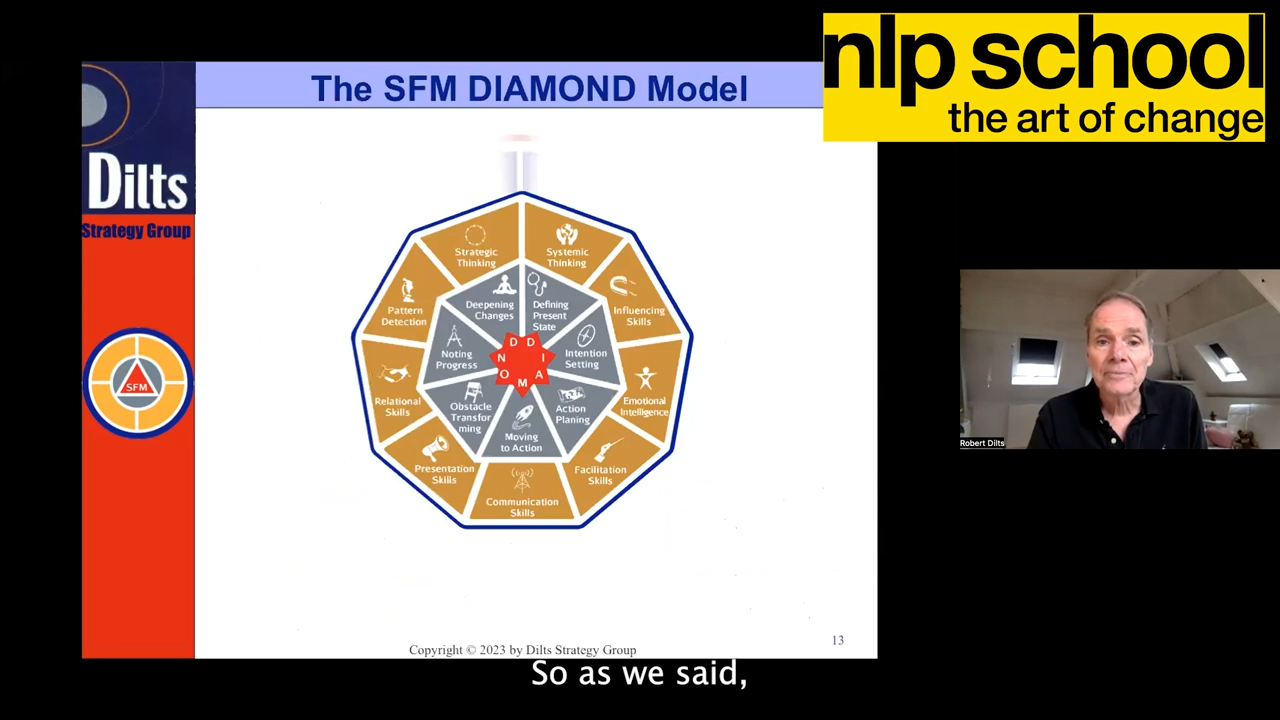 nlp school
the art of change
Dilts
Strategy Group
SFM
The SFM DIAMOND Model
Strategic
Thinking
Systemic
Thinking
Pattern
Detection
Deepening
Changes
Defining
Present
State
Influencing
Skills
Noting
Progress
D
I
A
M
O
N
D
Intention
Setting
Relational
Skills
Obstacle
Transfor
ming
Moving
to Action
Action
Planing
Emotional
Intelligence
Presentation
Skills
Communication
Skills
Facilitation
Skills
13
Copyright © 2023 by Dilts Strategy Group
Robert Dilts
So as we said,